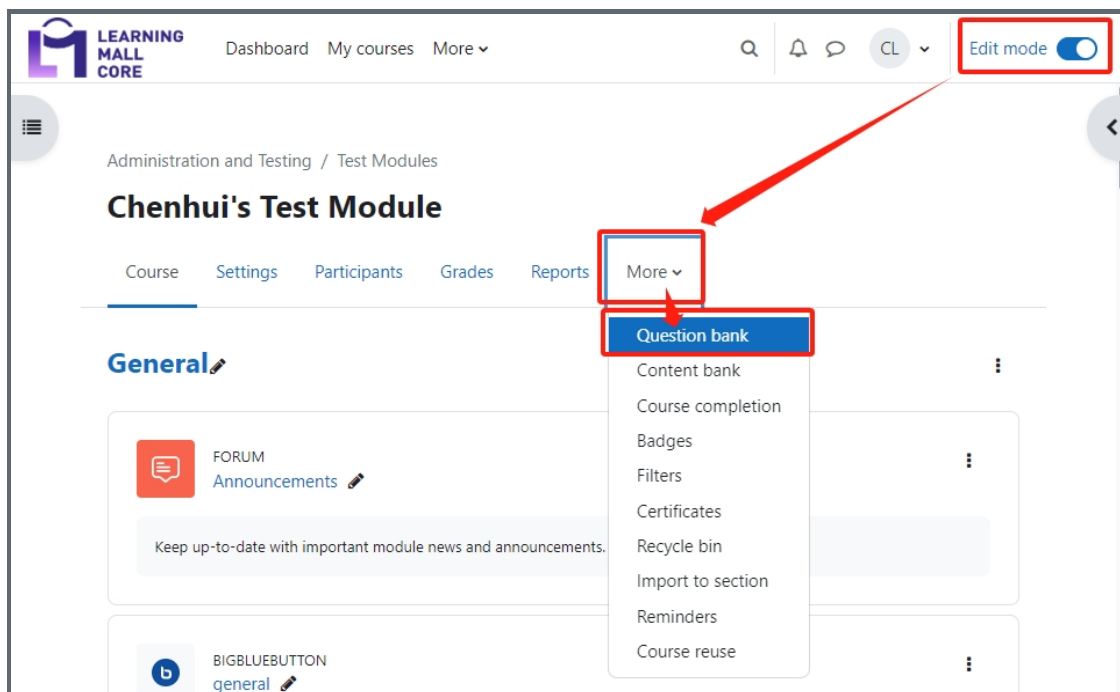 LEARNING
MALL
CORE
Dashboard My courses More
CL
Edit mode
Administration and Testing / Test Modules
Chenhui's Test Module
Course Settings Participants Grades Reports More
Question bank
Content bank
Course completion
Badges
Filters
Certificates
Recycle bin
Import to section
Reminders
Course reuse
General
FORUM
Announcements
Keep up-to-date with important module news and announcements.
BIGBLUEBUTTON
general
b